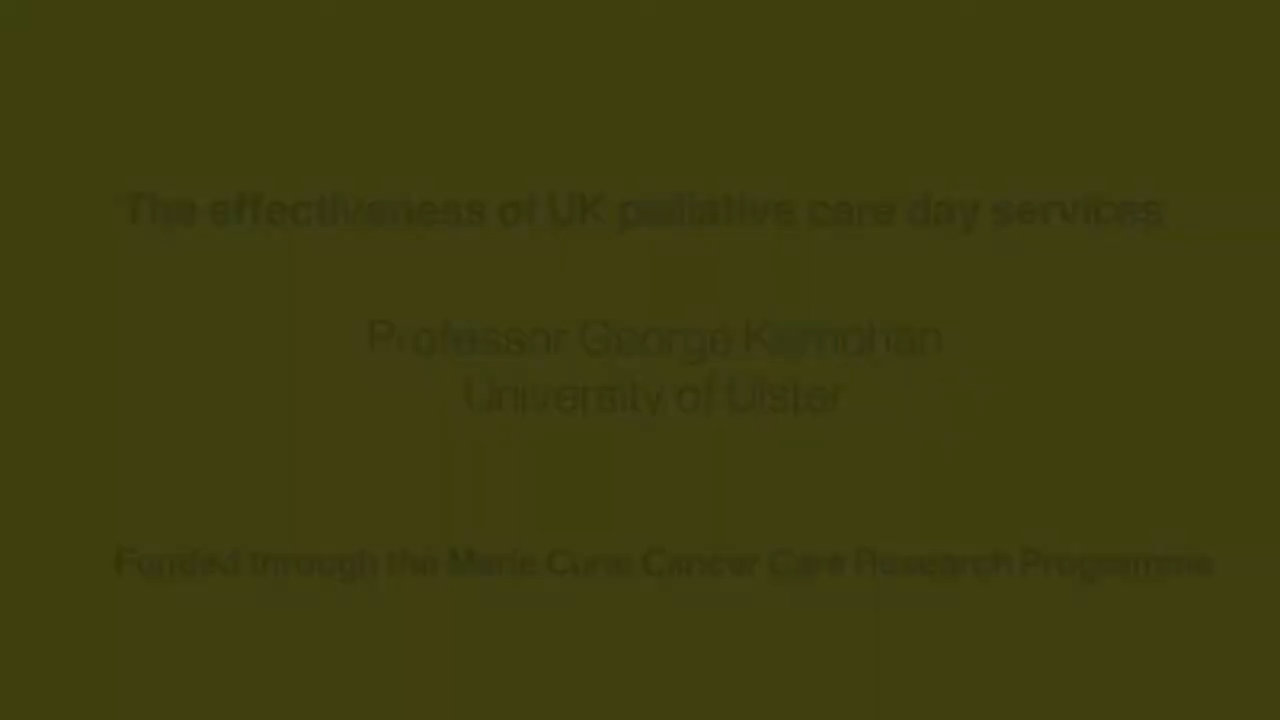 The effectiveness of UK palliative care day services
Professor George Kernohan
University of Ulster
Funded through the Marie Curie Cancer Care Research Programme